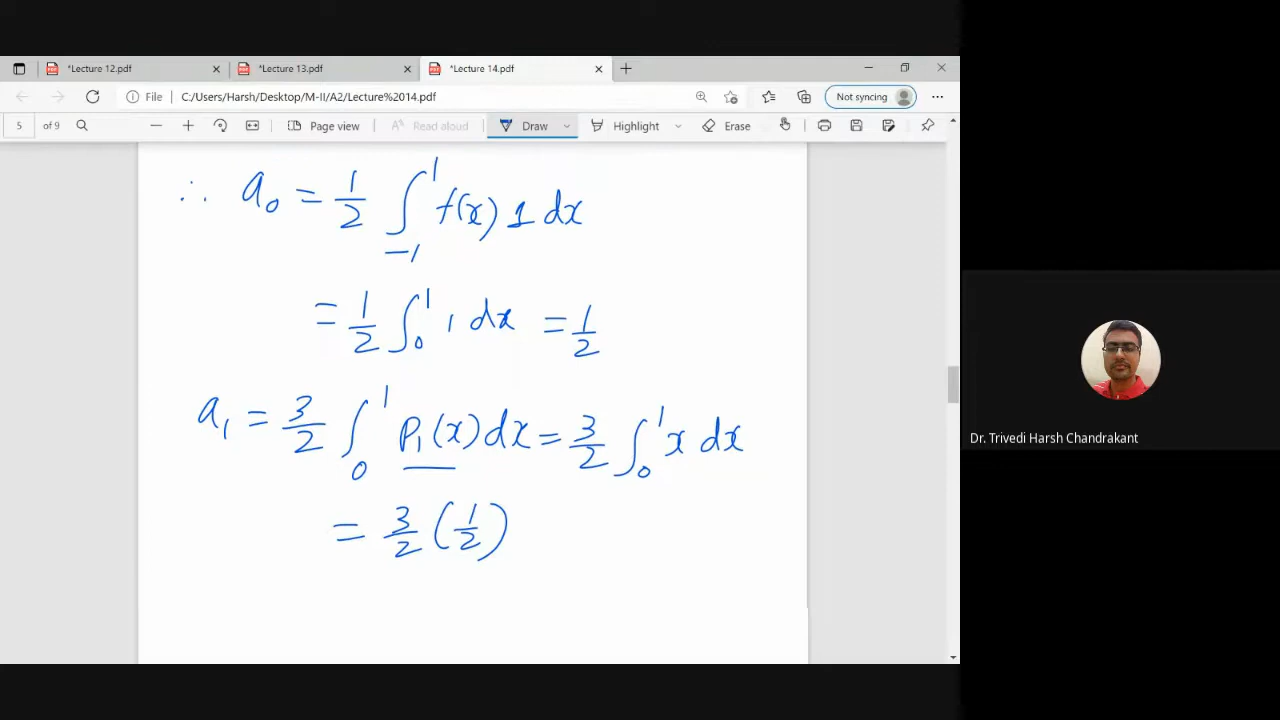 *Lecture 12.pdf *Lecture 13.pdf *Lecture 14.pdf
File C:/Users/Harsh/Desktop/M-II/A2/Lecture%2014.pdf Not syncing
5 of 9 Page view Read aloud Draw Highlight Erase
∴ a₀ = 1/2 ∫₋₁¹ f(x) 1 dx
= 1/2 ∫₀¹ 1 dx = 1/2
a₁ = 3/2 ∫₀¹ P₁(x) dx = 3/2 ∫₀¹ x dx
= 3/2 (1/2)
Dr. Trivedi Harsh Chandrakant